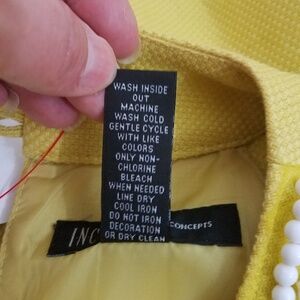 WASH INSIDE
OUT
MACHINE
WASH COLD
GENTLE CYCLE
WITH LIKE
COLORS
ONLY NON-
CHLORINE
BLEACH
WHEN NEEDED
LINE DRY
COOL IRON
DO NOT IRON
DECORATION
OR DRY CLEAN
INC
CONCEPTS